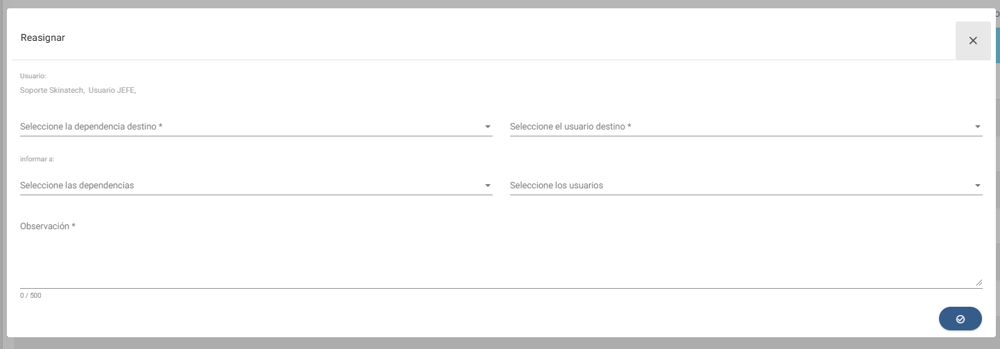 Reasignar
Usuario:
Soporte Skinatech, Usuario JEFE,
Seleccione la dependencia destino *
Seleccione el usuario destino *
informar a:
Seleccione las dependencias
Seleccione los usuarios
Observación *
0 / 500